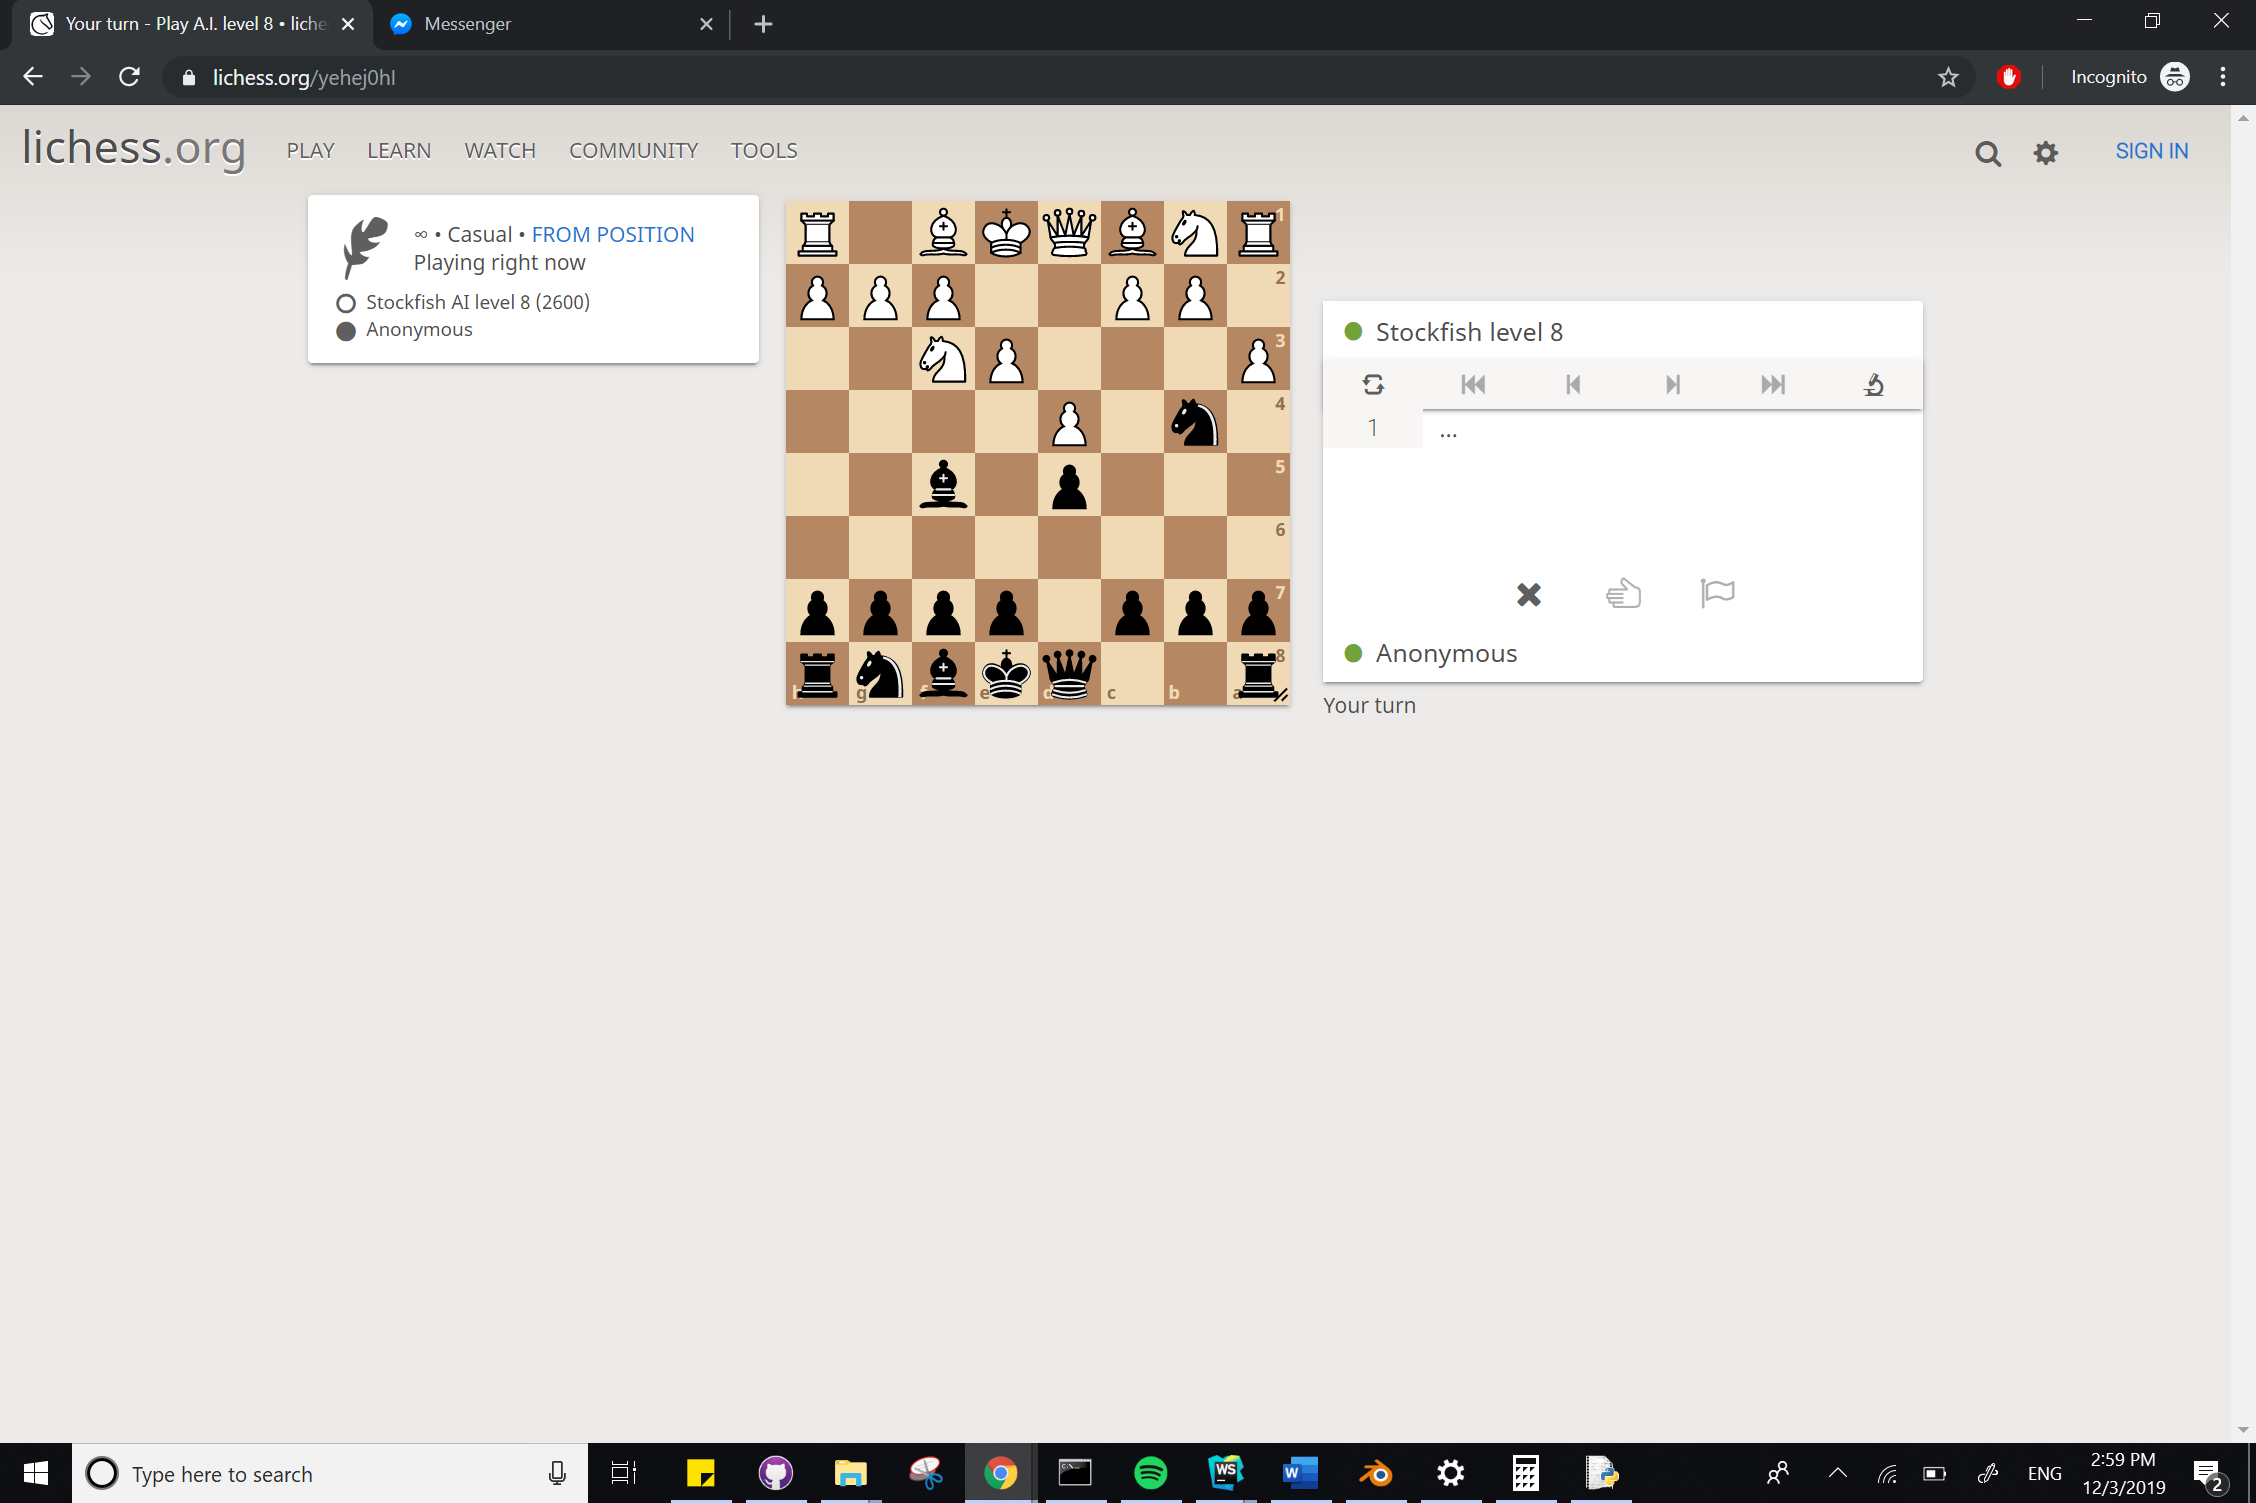 Your turn - Play A.I. level 8 • liche
Messenger
lichess.org/yehej0hl
Incognito
lichess.org
PLAY
LEARN
WATCH
COMMUNITY
TOOLS
SIGN IN
∞ • Casual • FROM POSITION
Playing right now
Stockfish AI level 8 (2600)
Anonymous
1
2
3
4
5
6
7
8
h
g
f
e
d
c
b
a
Stockfish level 8
1 ...
Anonymous
Your turn
Type here to search
WS
W
ENG
2:59 PM
12/3/2019
2